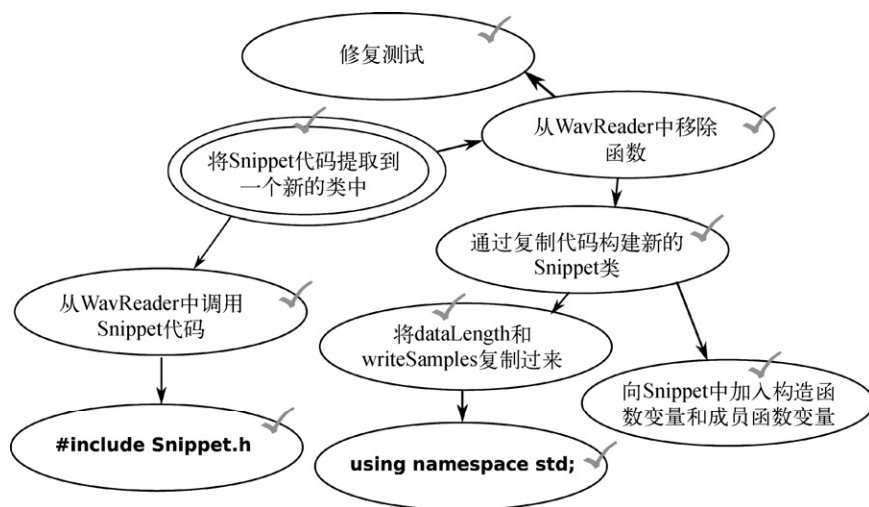 修复测试
从WavReader中移除
函数
将Snippet代码提取到
一个新的类中
通过复制代码构建新的
Snippet类
从WavReader中调用
Snippet代码
将dataLength和
writeSamples复制过来
向Snippet中加入构造函
数变量和成员函数变量
#include Snippet.h
using namespace std;